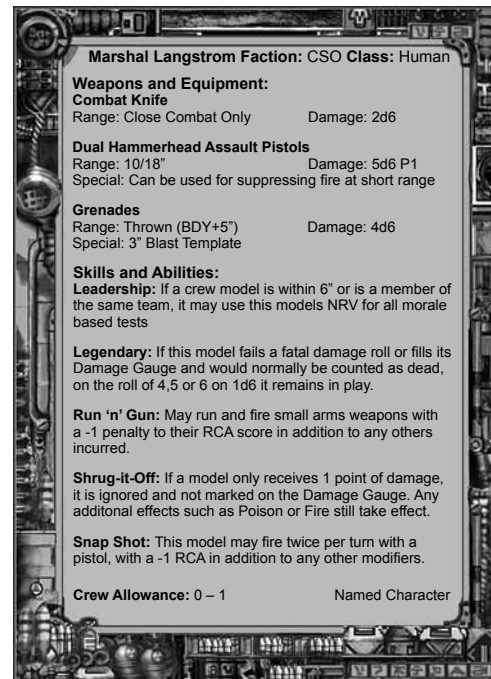 Marshal Langstrom Faction: CSO Class: Human
Weapons and Equipment:
Combat Knife
Range: Close Combat Only Damage: 2d6
Dual Hammerhead Assault Pistols
Range: 10/18” Damage: 5d6 P1
Special: Can be used for suppressing fire at short range
Grenades
Range: Thrown (BDY+5”) Damage: 4d6
Special: 3” Blast Template
Skills and Abilities:
Leadership: If a crew model is within 6” or is a member of
the same team, it may use this models NRV for all morale
based tests
Legendary: If this model fails a fatal damage roll or fills its
Damage Gauge and would normally be counted as dead,
on the roll of 4,5 or 6 on 1d6 it remains in play.
Run ‘n’ Gun: May run and fire small arms weapons with
a -1 penalty to their RCA score in addition to any others
incurred.
Shrug-it-Off: If a model only receives 1 point of damage,
it is ignored and not marked on the Damage Gauge. Any
additonal effects such as Poison or Fire still take effect.
Snap Shot: This model may fire twice per turn with a
pistol, with a -1 RCA in addition to any other modifiers.
Crew Allowance: 0 – 1 Named Character